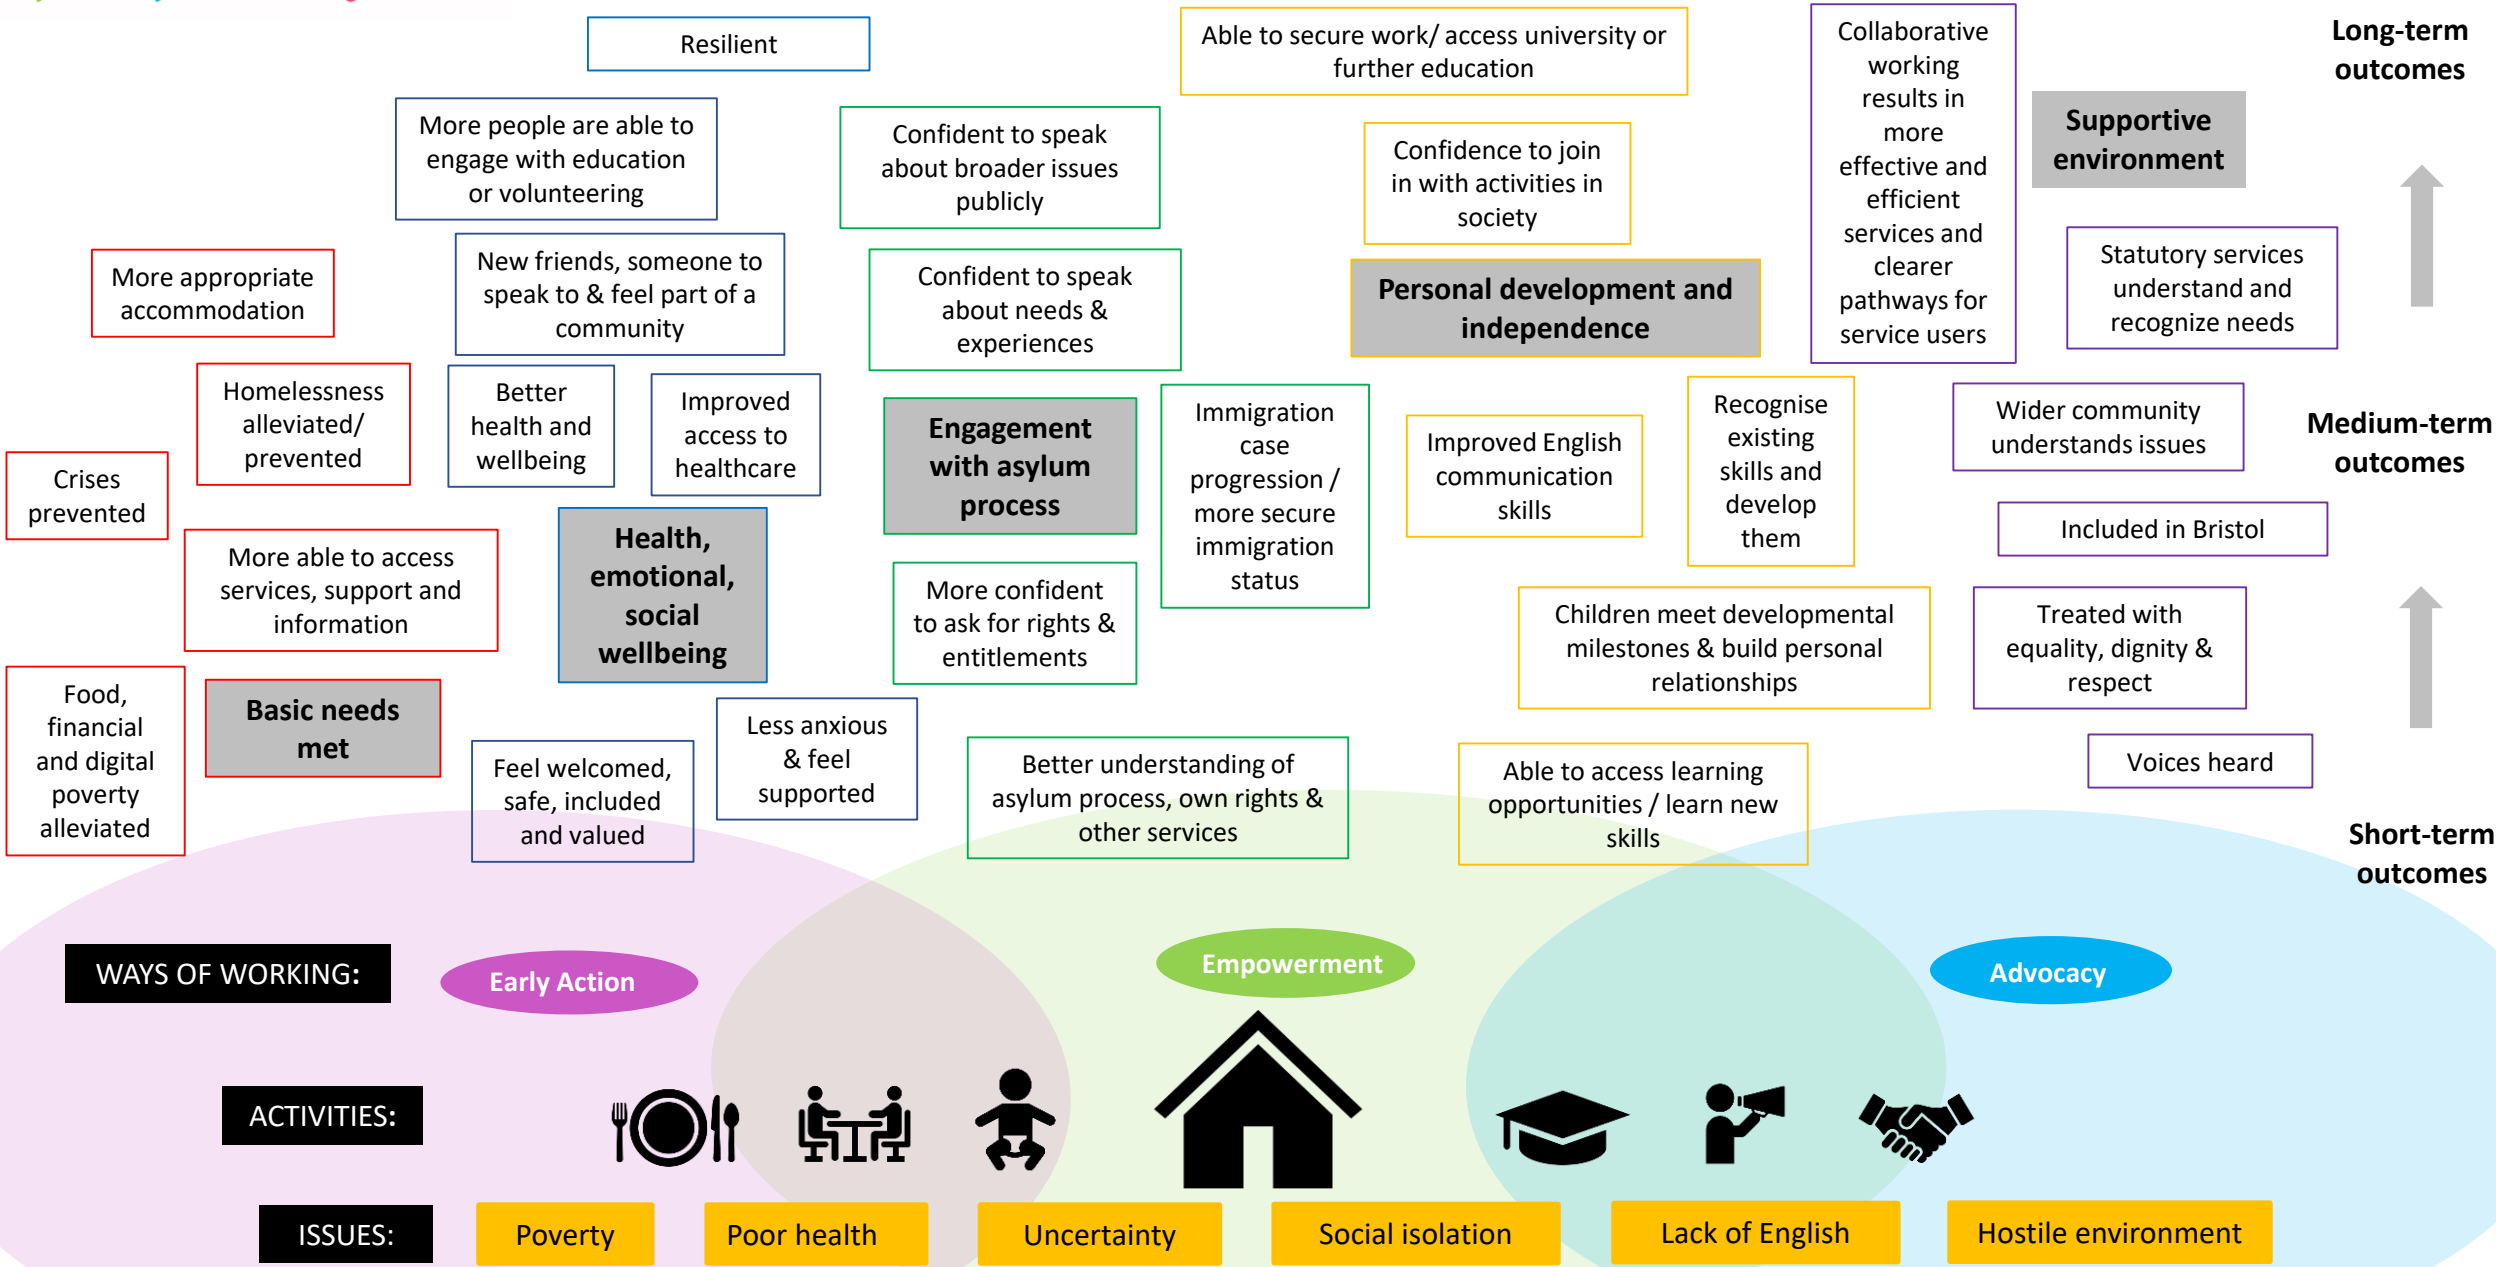 Resilient
Able to secure work/ access university or
further education
Collaborative
working
results in
more
effective and
efficient
services and
clearer
pathways for
service users
Long-term
outcomes
More people are able to
engage with education
or volunteering
Confident to speak
about broader issues
publicly
Confidence to join
in with activities in
society
Supportive
environment
More appropriate
accommodation
New friends, someone to
speak to & feel part of a
community
Confident to speak
about needs &
experiences
Personal development and
independence
Statutory services
understand and
recognize needs
Homelessness
alleviated/
prevented
Better
health and
wellbeing
Improved
access to
healthcare
Engagement
with asylum
process
Immigration
case
progression /
more secure
immigration
status
Improved English
communication
skills
Recognise
existing
skills and
develop
them
Wider community
understands issues
Medium-term
outcomes
Crises
prevented
More able to access
services, support and
information
Health,
emotional,
social
wellbeing
More confident
to ask for rights &
entitlements
Included in Bristol
Children meet developmental
milestones & build personal
relationships
Treated with
equality, dignity &
respect
Food,
financial
and digital
poverty
alleviated
Basic needs
met
Feel welcomed,
safe, included
and valued
Less anxious
& feel
supported
Better understanding of
asylum process, own rights &
other services
Able to access learning
opportunities / learn new
skills
Voices heard
Short-term
outcomes
WAYS OF WORKING:
Early Action
Empowerment
Advocacy
ACTIVITIES:
ISSUES:
Poverty
Poor health
Uncertainty
Social isolation
Lack of English
Hostile environment